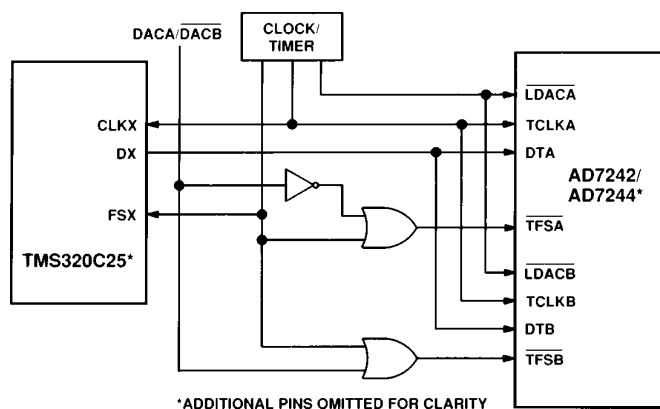 DACA/DACB
CLOCK/
TIMER
CLKX
DX
FSX
TMS320C25*
LDACA
TCLKA
DTA
AD7242/
AD7244*
TFSA
LDACB
TCLKB
DTB
TFSB
*ADDITIONAL PINS OMITTED FOR CLARITY